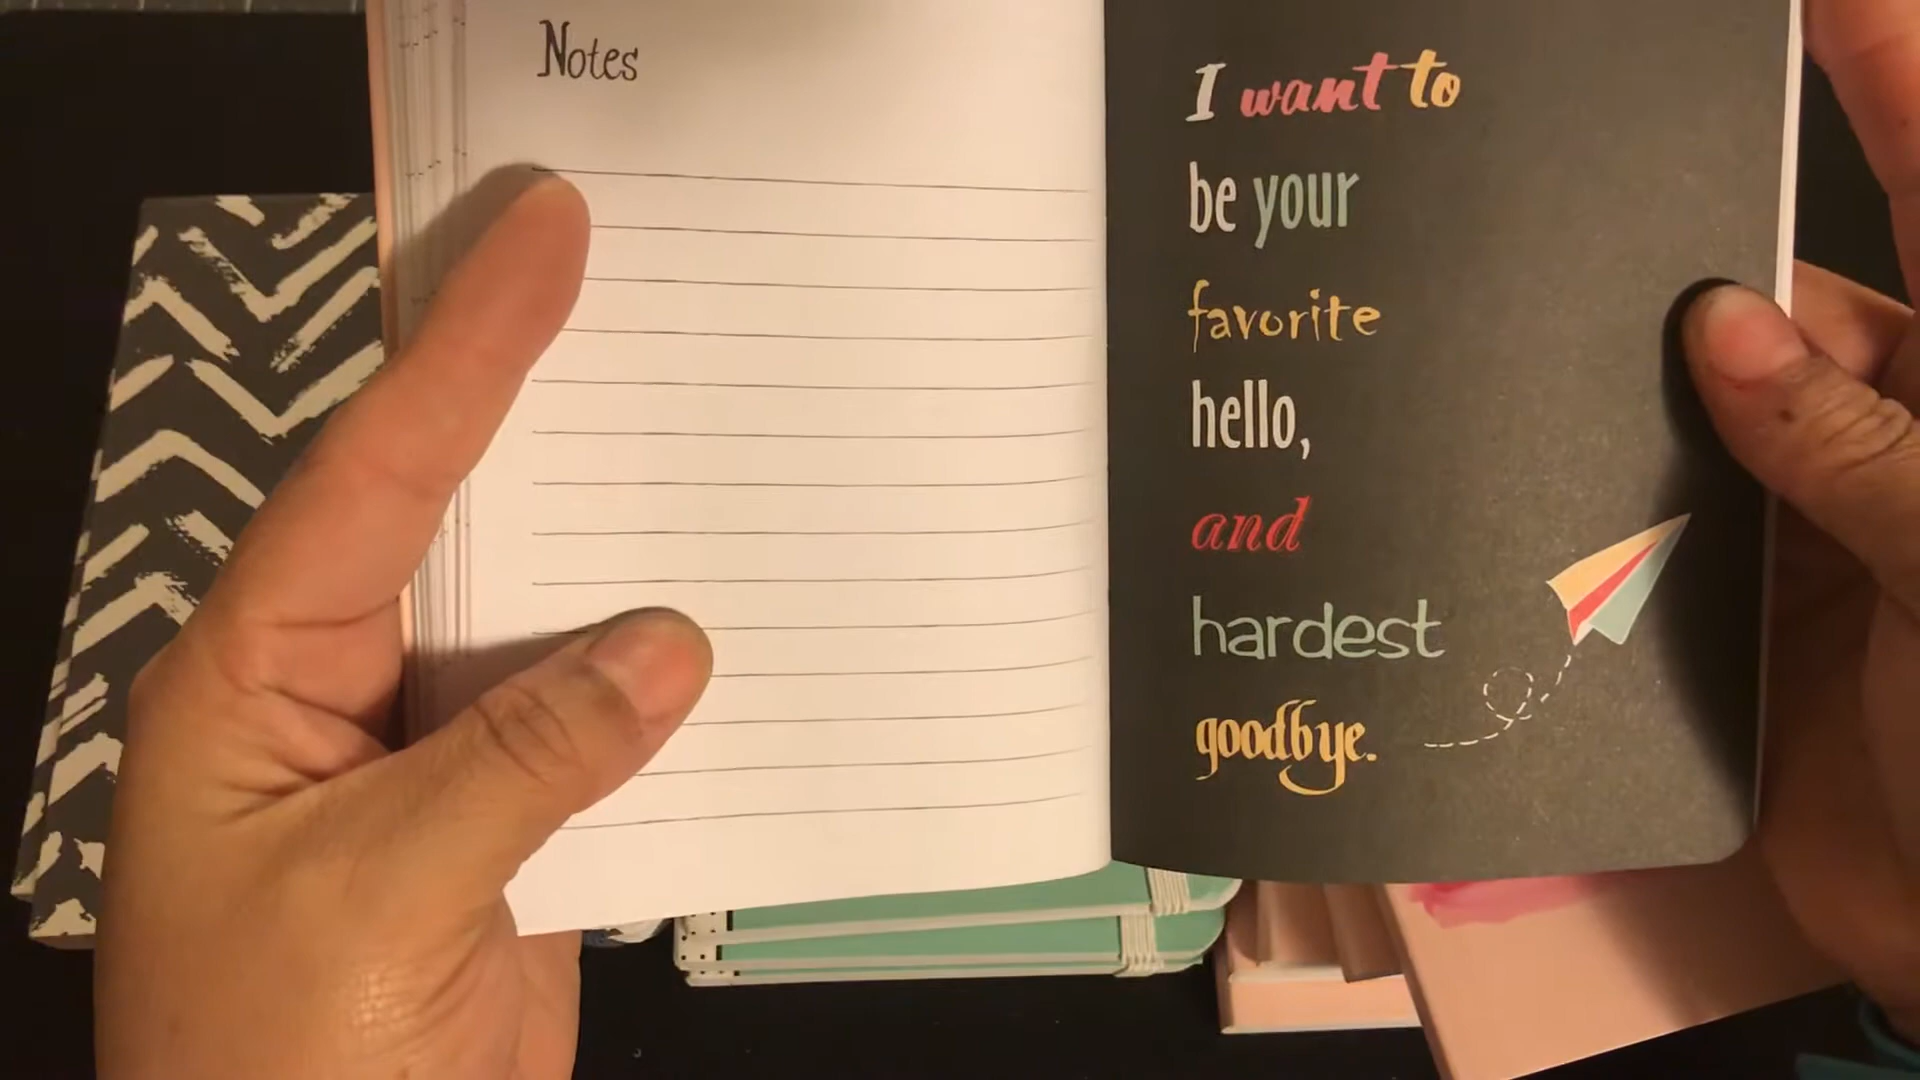 Notes
I want to
be your
favorite
hello,
and
hardest
goodbye.